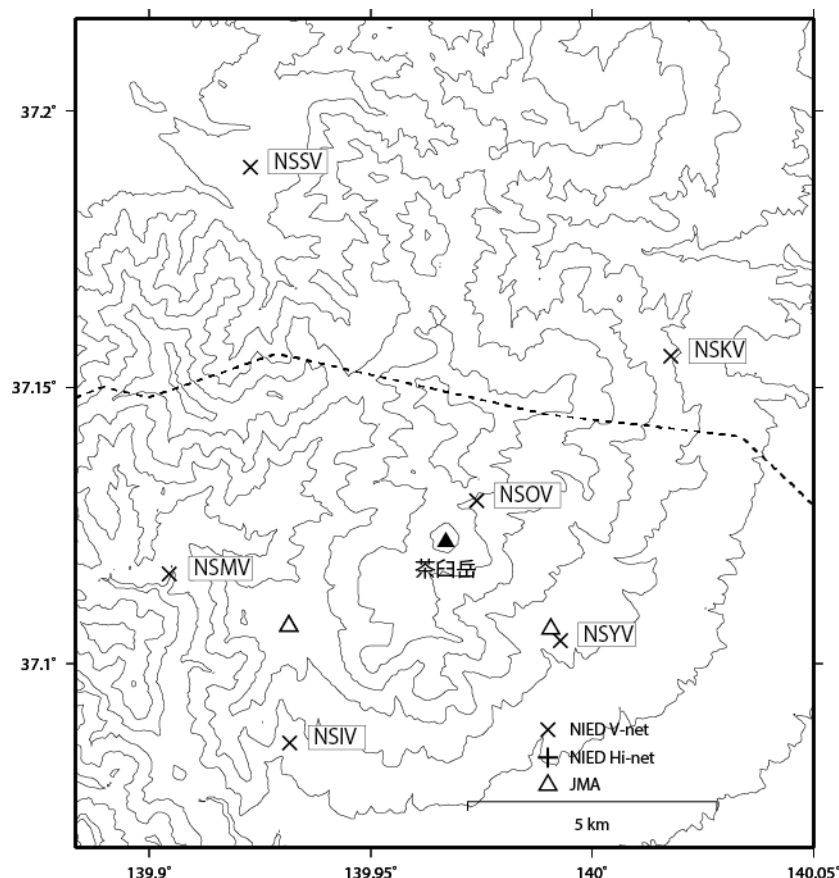 37.2°
NSSV
NSKV
37.15°
NSOV
茶臼岳
NSMV
NSYV
37.1°
NSIV
NIED V-net
NIED Hi-net
JMA
5 km
139.9°
139.95°
140°
140.05°